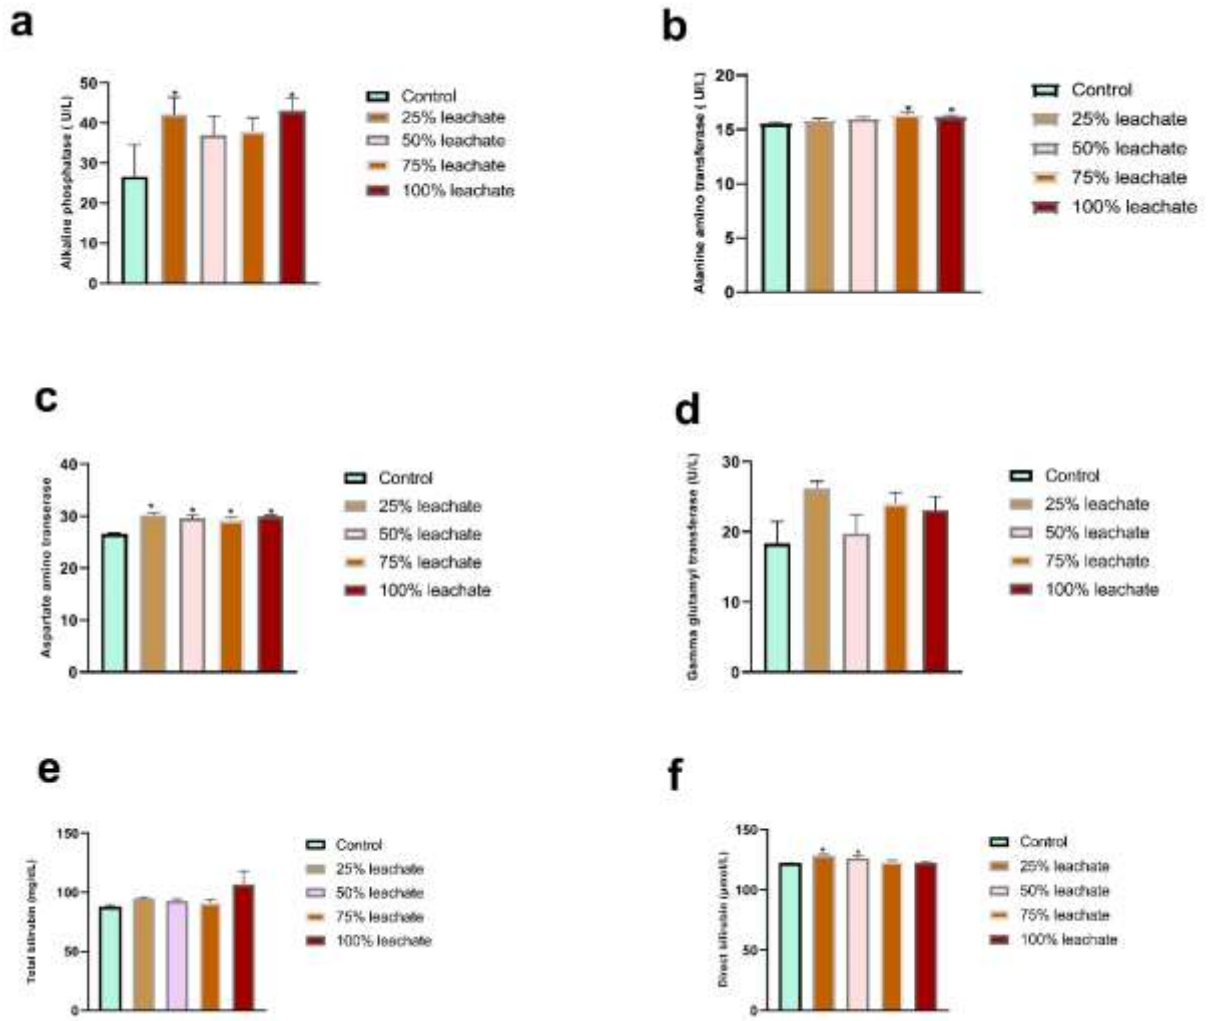 a
Alkaline phosphatase ( U/L)
50
40
30
20
10
0
*
*
Control
25% leachate
50% leachate
75% leachate
100% leachate
b
Alanine amino transferase ( U/L)
20
15
10
5
0
*
*
Control
25% leachate
50% leachate
75% leachate
100% leachate
c
Aspartate amino transerase
40
30
20
10
0
*
*
*
*
Control
25% leachate
50% leachate
75% leachate
100% leachate
d
Gamma glutamyl transferase (U/L)
30
20
10
0
Control
25% leachate
50% leachate
75% leachate
100% leachate
e
Total bilirubin (mg/dL)
150
100
50
0
Control
25% leachate
50% leachate
75% leachate
100% leachate
f
Direct bilirubin (µmol/L)
150
100
50
0
*
*
Control
25% leachate
50% leachate
75% leachate
100% leachate